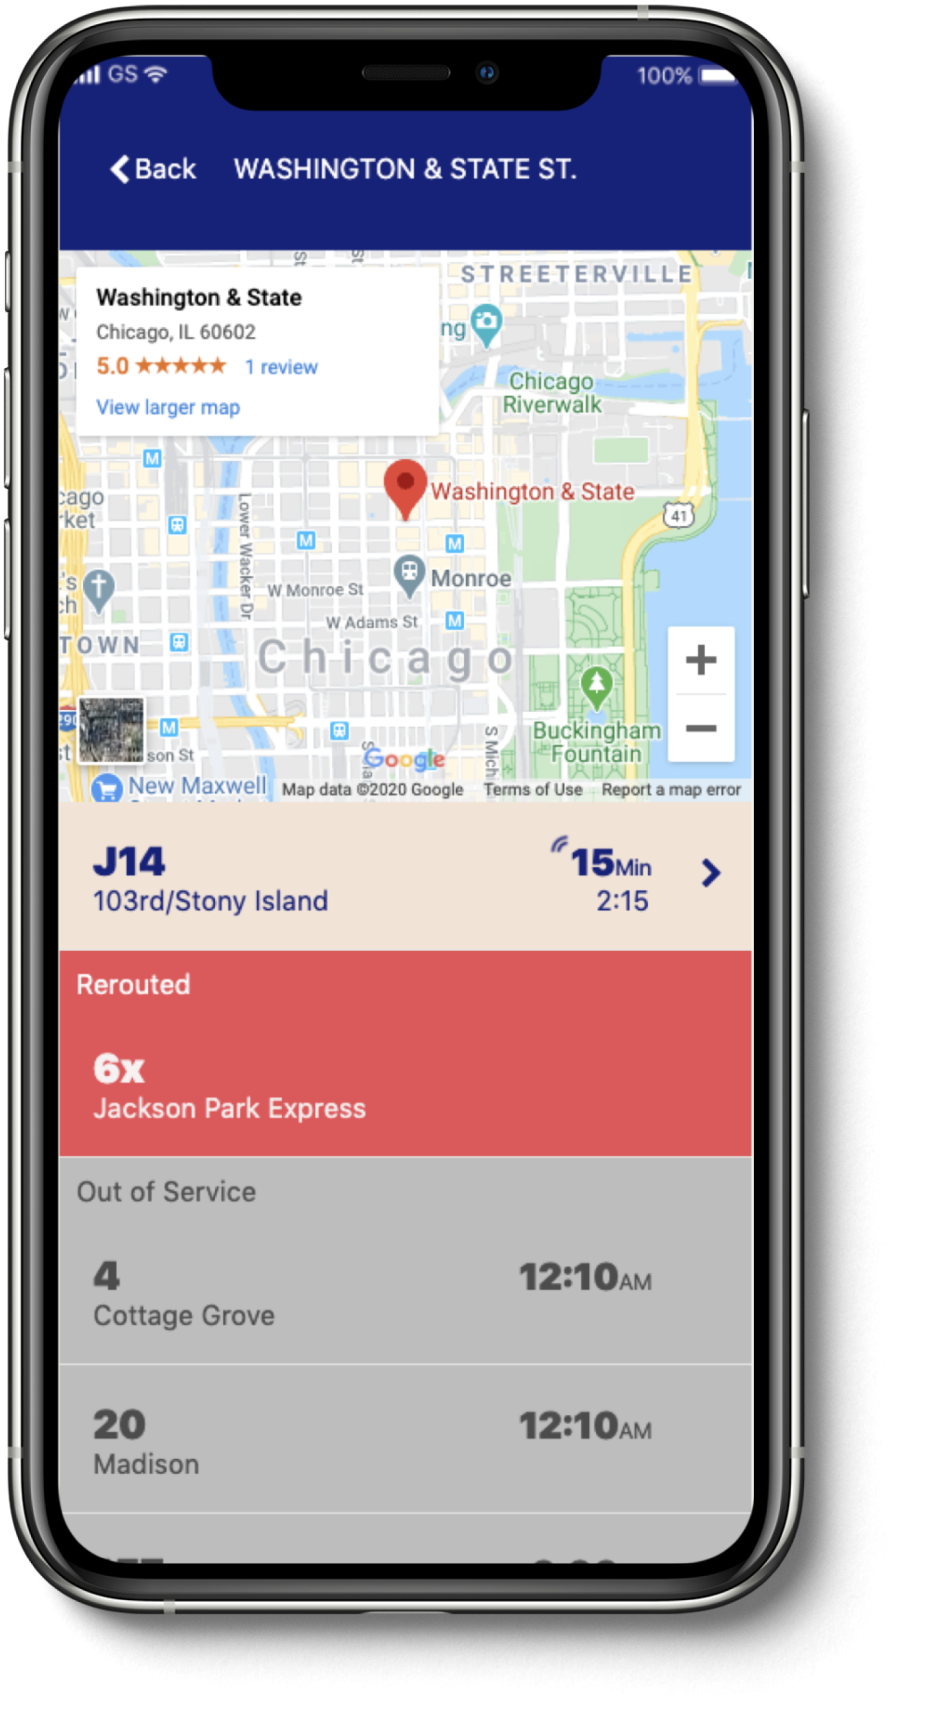 GS
100%
Back
WASHINGTON & STATE ST.
STREETERVILLE
Washington & State
Chicago, IL 60602
5.0
1 review
View larger map
ng
Chicago
Riverwalk
M
cago
rket
Washington & State
41
Lower Wacker Dr
M
M
Monroe
W Monroe St
's
ch
W Adams St
M
TOWN
Chicago
+
−
290
M
son St
Buckingham
Fountain
S Mich
Google
New Maxwell
Map data ©2020 Google
Terms of Use
Report a map error
J14
15Min
103rd/Stony Island
2:15
Rerouted
6x
Jackson Park Express
Out of Service
4
12:10AM
Cottage Grove
20
12:10AM
Madison